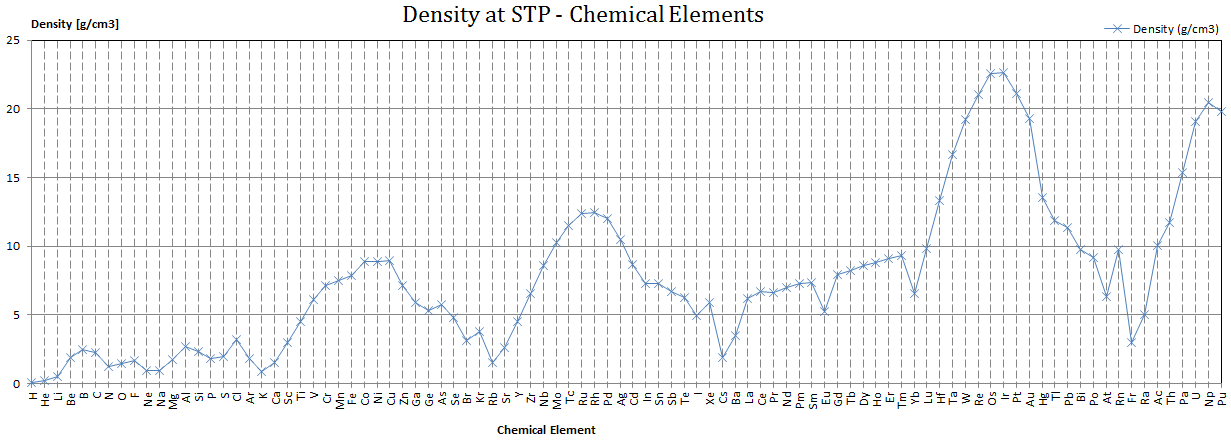 Density at STP - Chemical Elements
Density [g/cm3]
Density (g/cm3)
25
20
15
10
5
0
H He Li Be B C N O F Ne Na Mg Al Si P S Cl Ar K Ca Sc Ti V Cr Mn Fe Co Ni Cu Zn Ga Ge As Se Br Kr Rb Sr Y Zr Nb Mo Tc Ru Rh Pd Ag Cd In Sn Sb Te I Xe Cs Ba La Ce Pr Nd Pm Sm Eu Gd Tb Dy Ho Er Tm Yb Lu Hf Ta W Re Os Ir Pt Au Hg Tl Pb Bi Po At Rn Fr Ra Ac Th Pa U Np Pu
Chemical Element